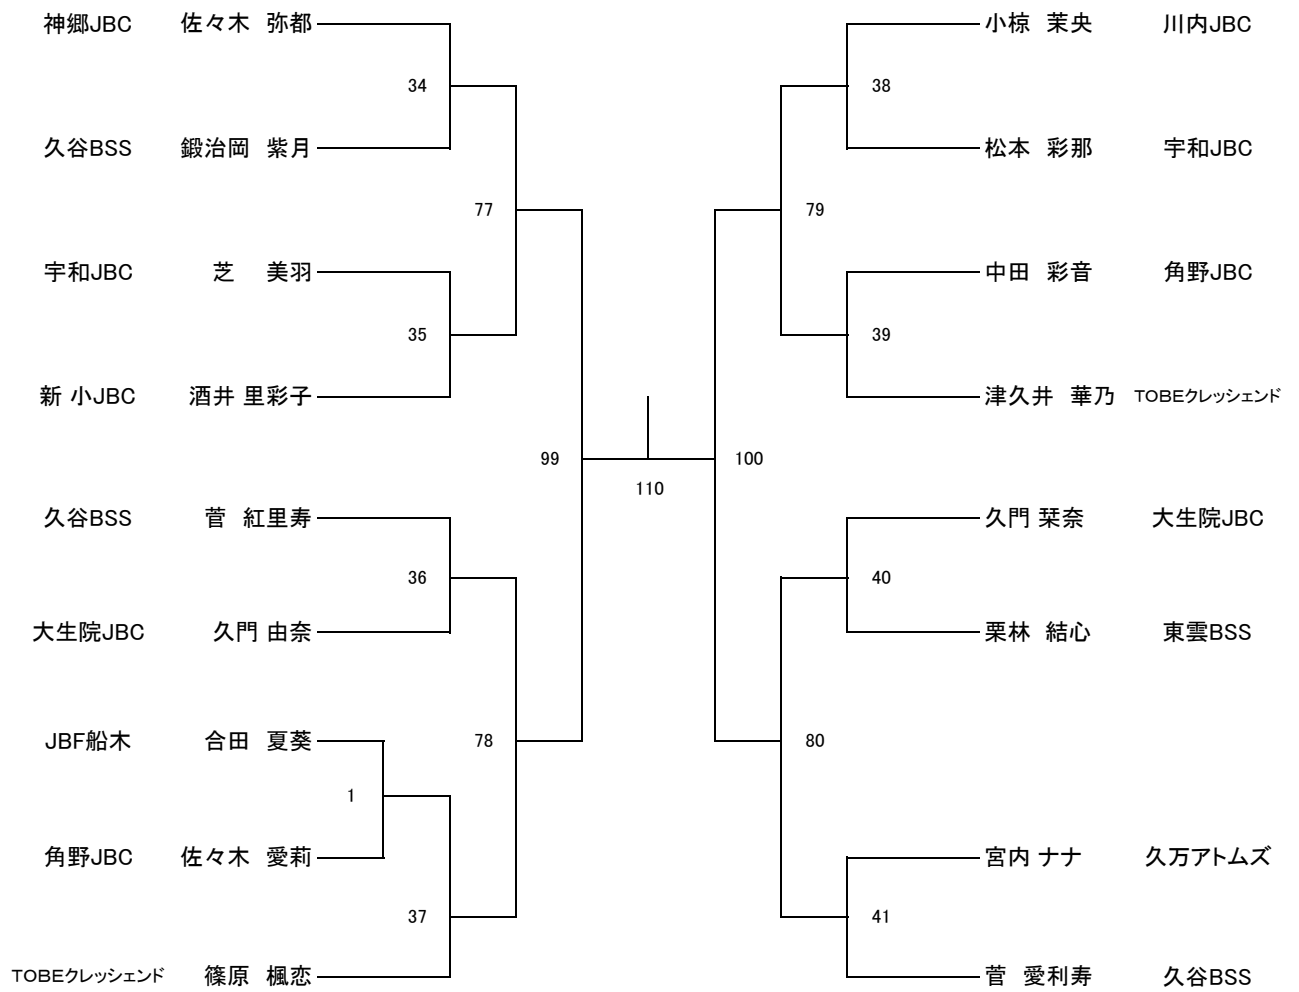 神郷JBC 佐々木 弥都 小椋 茉央 川内JBC
34 38
久谷BSS 鍛治岡 紫月 松本 彩那 宇和JBC
77 79
宇和JBC 芝 美羽 中田 彩音 角野JBC
35 39
新 小JBC 酒井 里彩子 津久井 華乃 TOBEクレッシェンド
99 100
110
久谷BSS 菅 紅里寿 久門 栞奈 大生院JBC
36 40
大生院JBC 久門 由奈 栗林 結心 東雲BSS
JBF船木 合田 夏葵 78 80
1
角野JBC 佐々木 愛莉 宮内 ナナ 久万アトムズ
37 41
TOBEクレッシェンド 篠原 楓恋 菅 愛利寿 久谷BSS